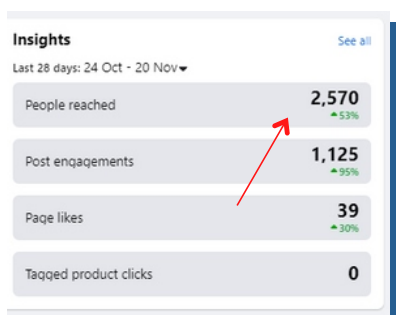 Insights See all
Last 28 days: 24 Oct - 20 Nov
People reached 2,570
53%
Post engagements 1,125
95%
Page likes 39
30%
Tagged product clicks 0